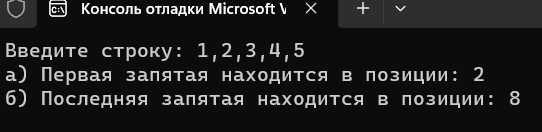 Консоль отладки Microsoft V
Введите строку: 1,2,3,4,5
а) Первая запятая находится в позиции: 2
б) Последняя запятая находится в позиции: 8